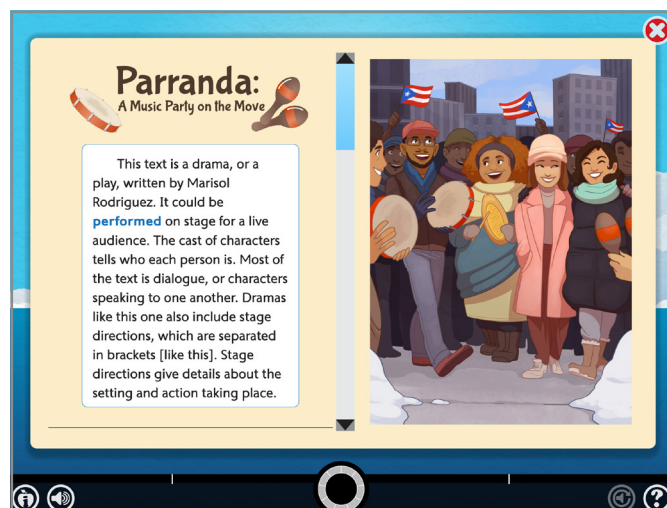 Parranda:
A Music Party on the Move
This text is a drama, or a
play, written by Marisol
Rodriguez. It could be
performed on stage for a live
audience. The cast of characters
tells who each person is. Most of
the text is dialogue, or characters
speaking to one another. Dramas
like this one also include stage
directions, which are separated
in brackets [like this]. Stage
directions give details about the
setting and action taking place.